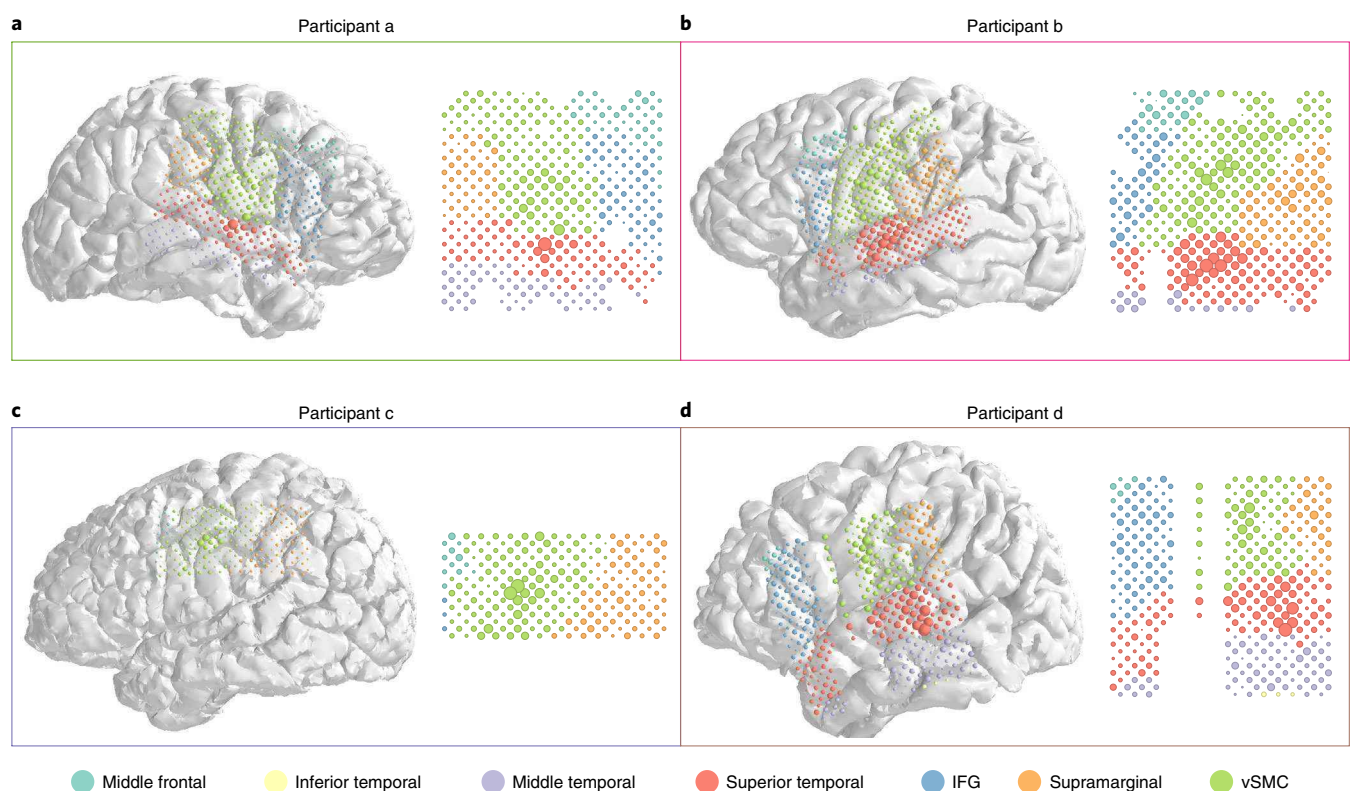 a
Participant a
b
Participant b
c
Participant c
d
Participant d
Middle frontal
Inferior temporal
Middle temporal
Superior temporal
IFG
Supramarginal
vSMC